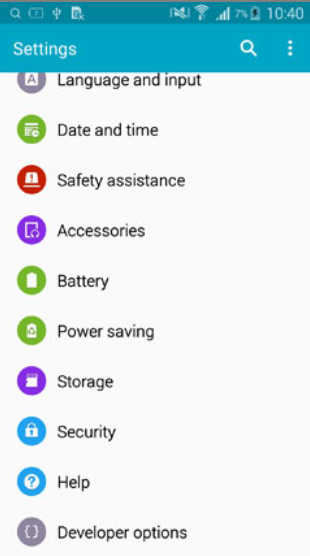 7% 10:40
Settings
A Language and input
Date and time
Safety assistance
Accessories
Battery
Power saving
Storage
Security
? Help
{} Developer options